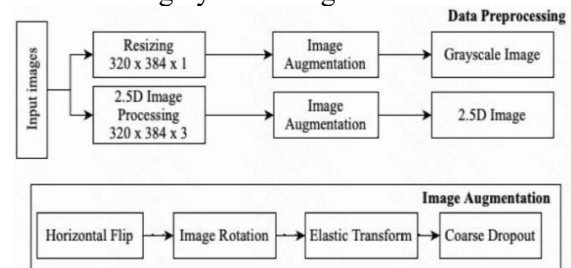 Data Preprocessing
Input images
Resizing
320 x 384 x 1
Image
Augmentation
Grayscale Image
2.5D Image
Processing
320 x 384 x 3
Image
Augmentation
2.5D Image
Image Augmentation
Horizontal Flip
Image Rotation
Elastic Transform
Coarse Dropout